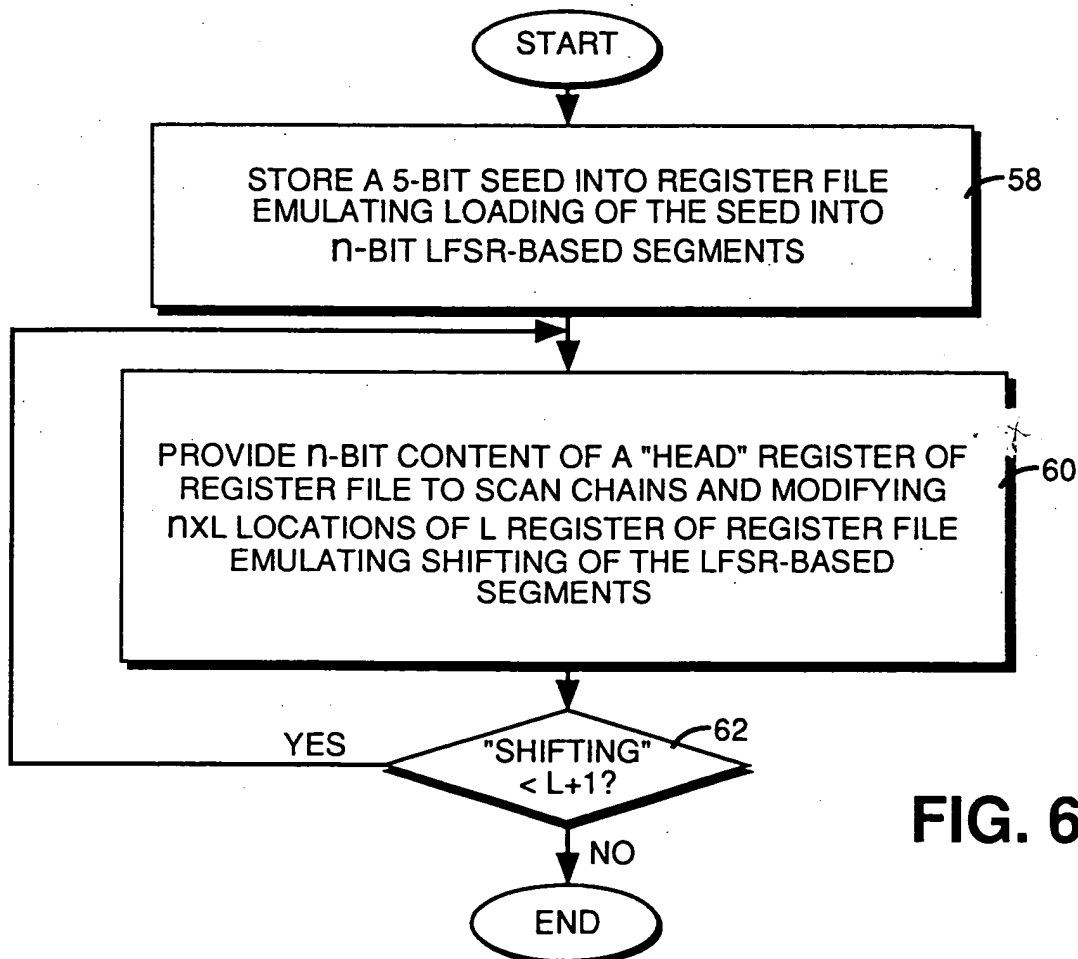 START
STORE A 5-BIT SEED INTO REGISTER FILE
EMULATING LOADING OF THE SEED INTO
n-BIT LFSR-BASED SEGMENTS
58
PROVIDE n-BIT CONTENT OF A "HEAD" REGISTER OF
REGISTER FILE TO SCAN CHAINS AND MODIFYING
nXL LOCATIONS OF L REGISTER OF REGISTER FILE
EMULATING SHIFTING OF THE LFSR-BASED
SEGMENTS
60
"SHIFTING"
< L+1?
62
YES
NO
END
FIG. 6